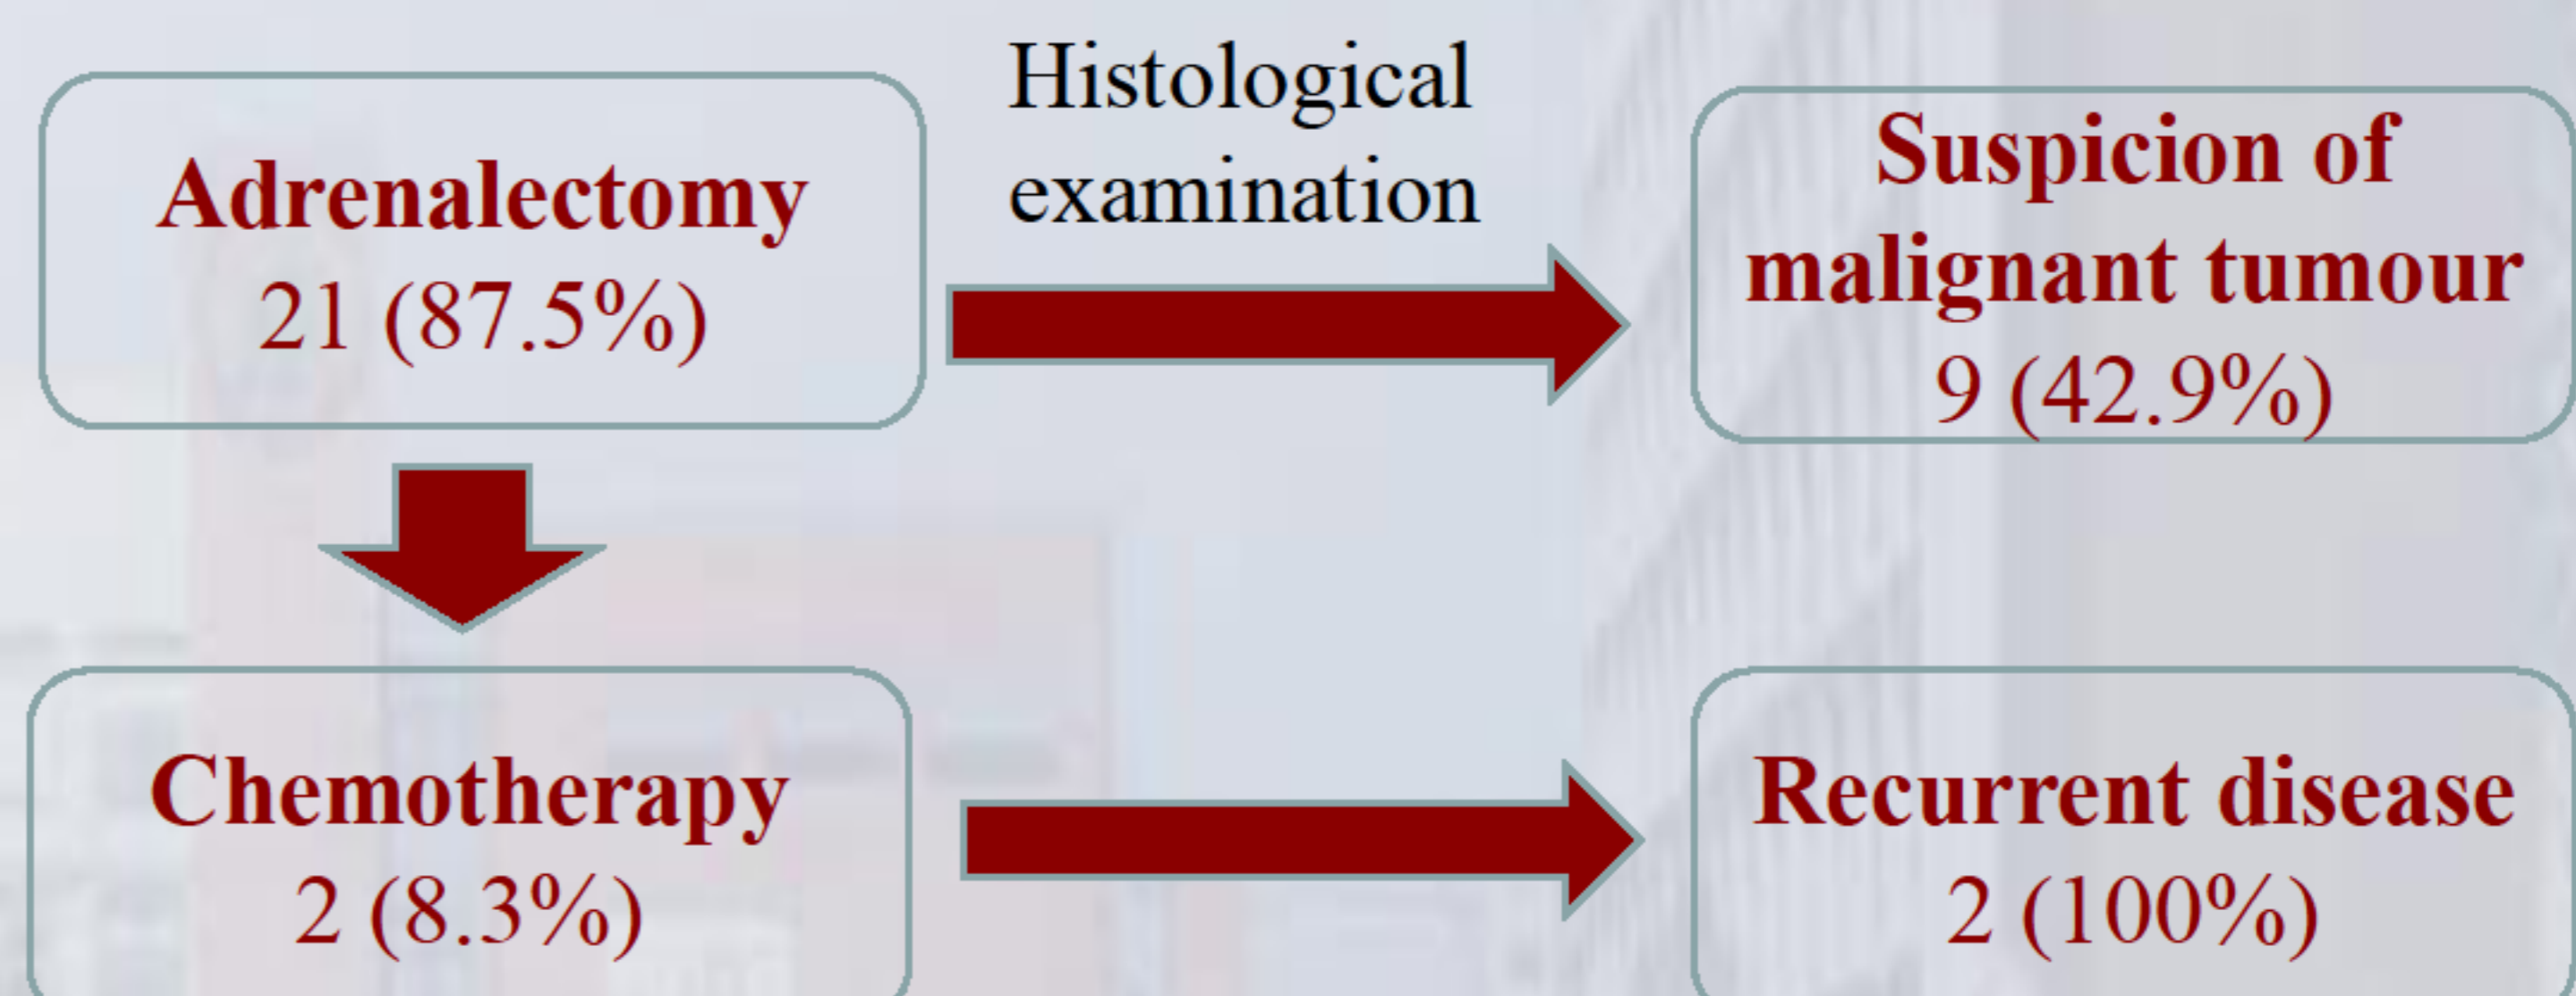 Adrenalectomy
21 (87.5%)
Histological
examination
Suspicion of
malignant tumour
9 (42.9%)
Chemotherapy
2 (8.3%)
Recurrent disease
2 (100%)